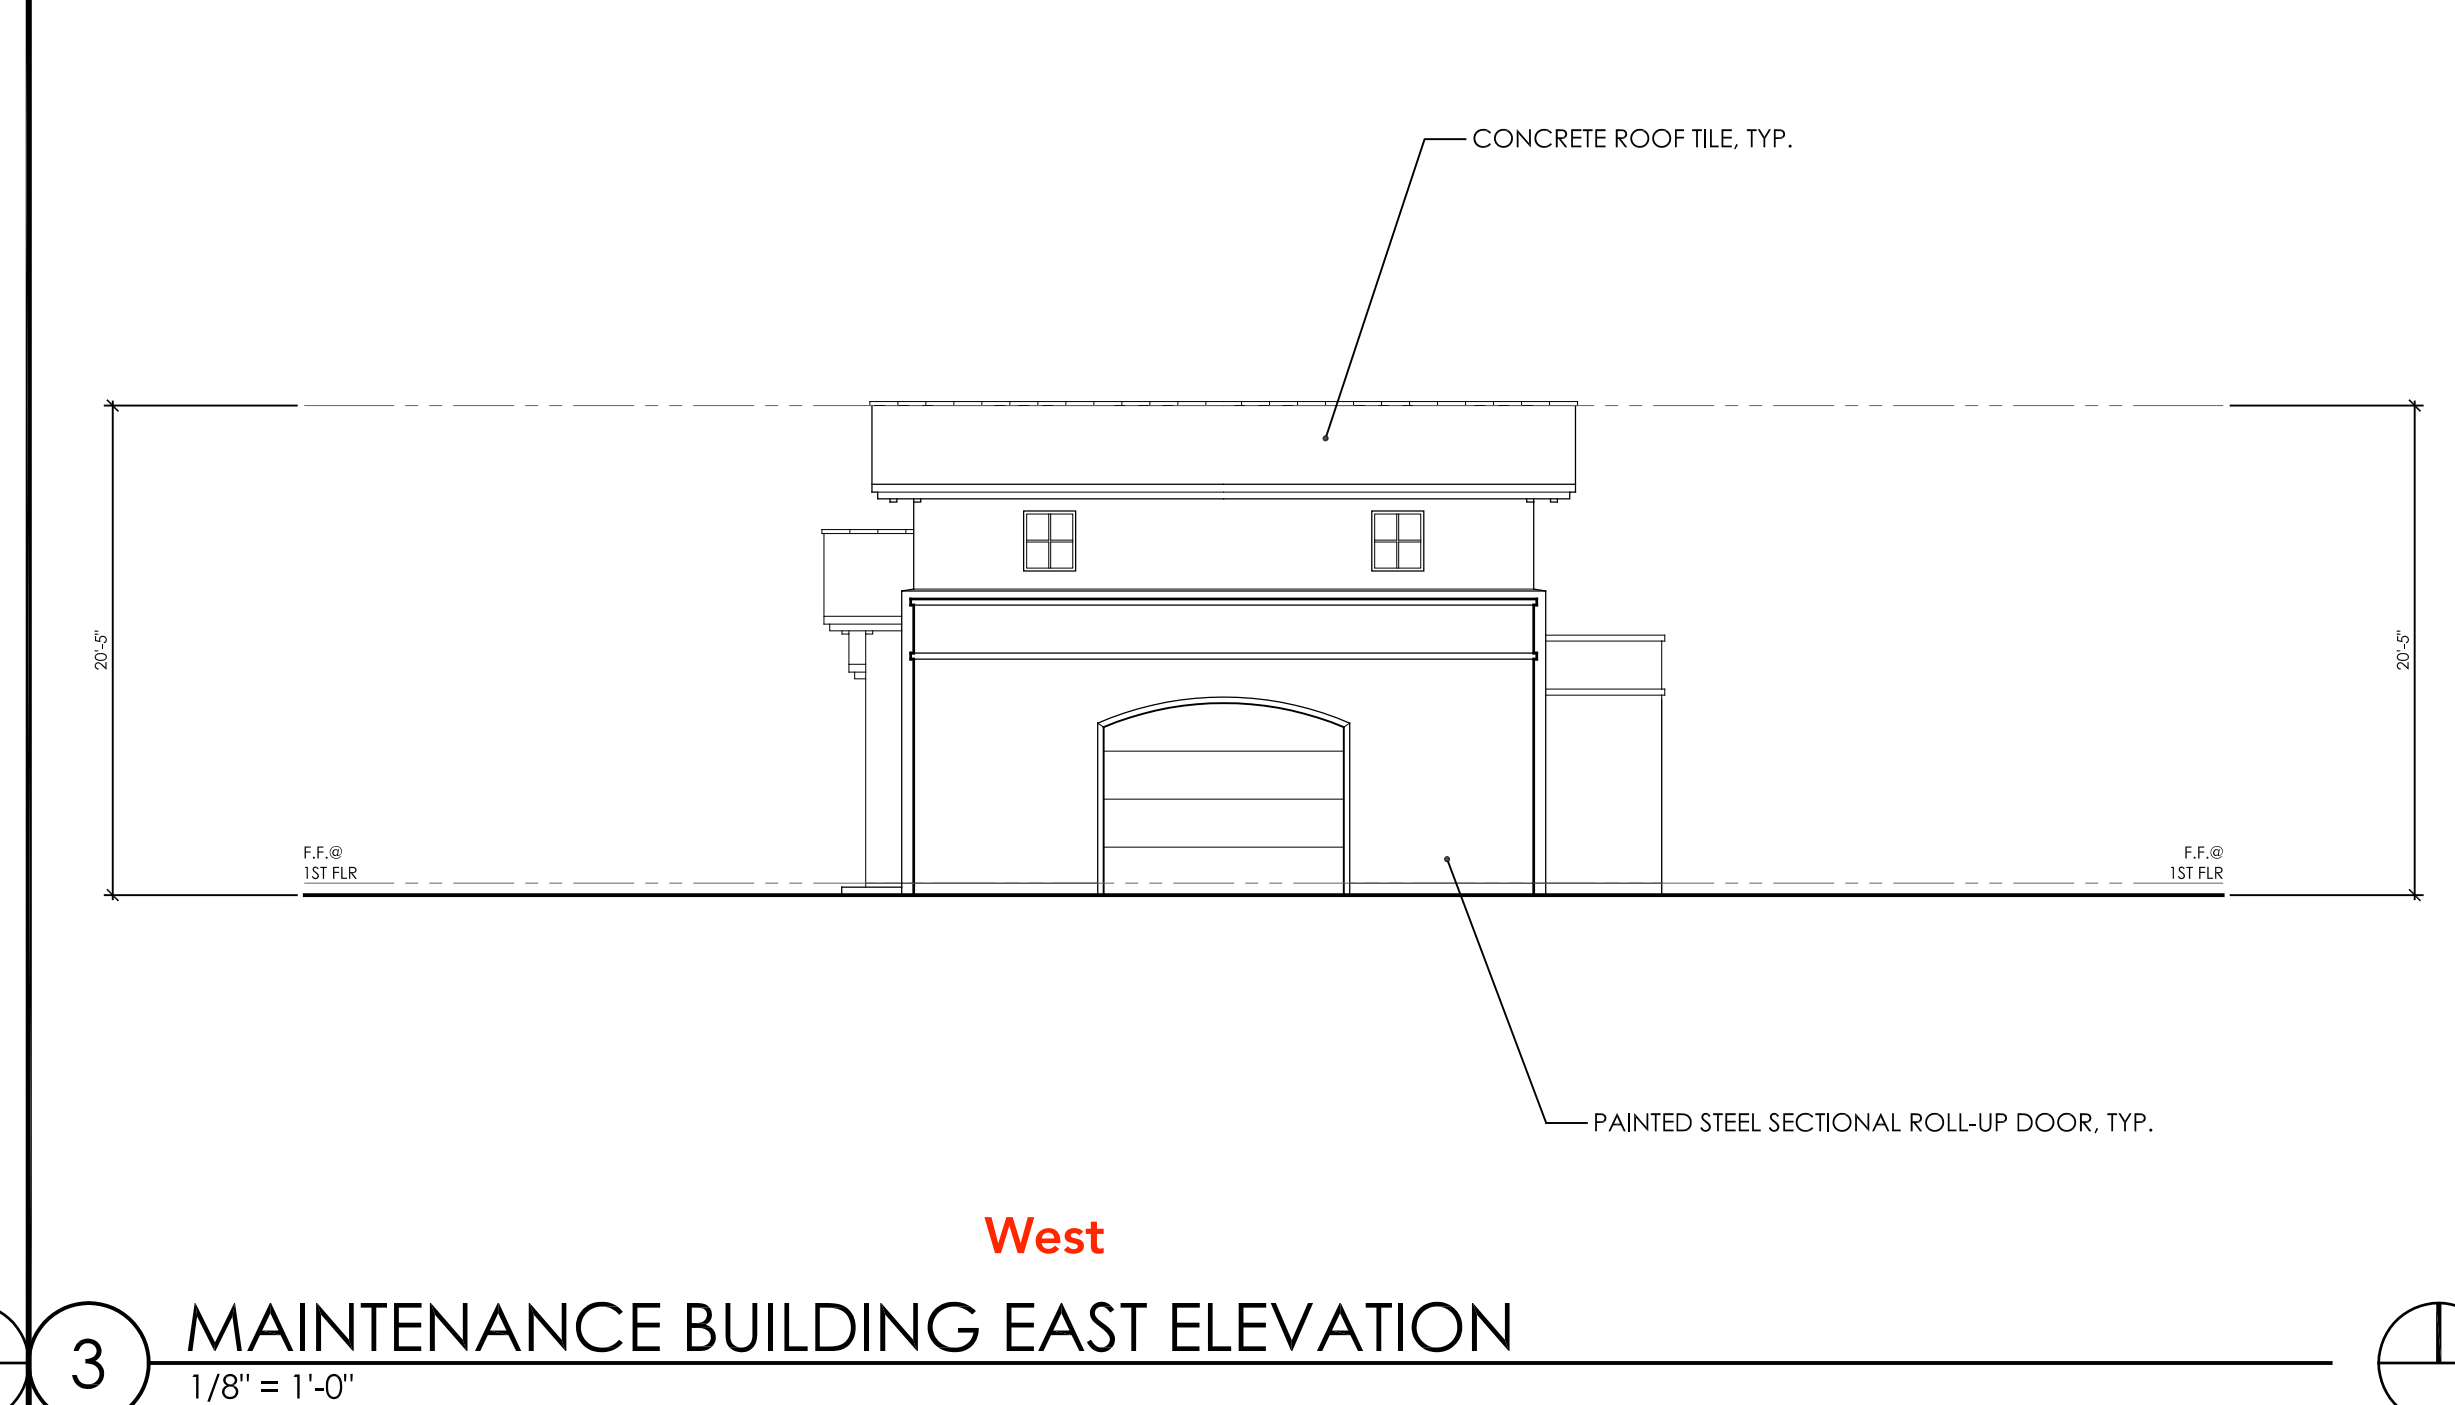 CONCRETE ROOF TILE, TYP.
20'-5"
20'-5"
F.F.@
1ST FLR
F.F.@
1ST FLR
PAINTED STEEL SECTIONAL ROLL-UP DOOR, TYP.
West
3
MAINTENANCE BUILDING EAST ELEVATION
1/8" = 1'-0"